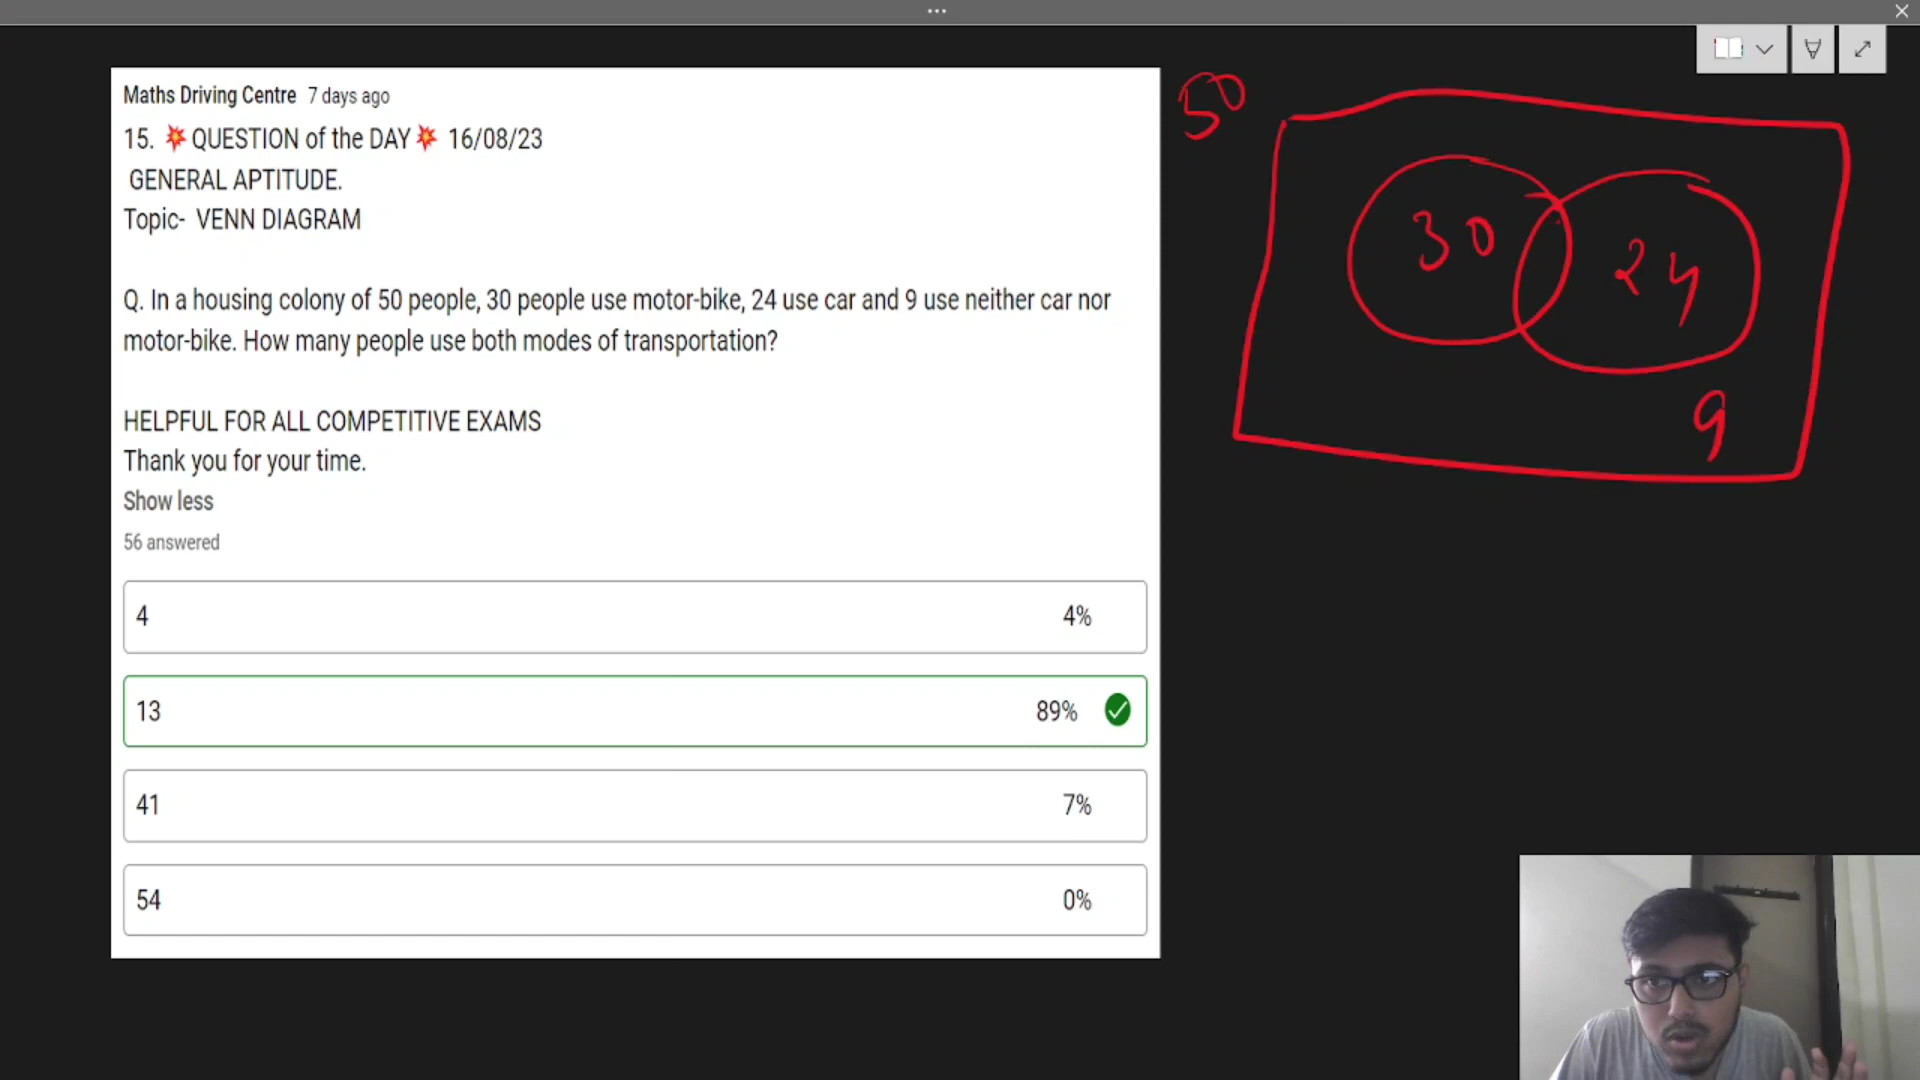 Maths Driving Centre 7 days ago
15. 💥QUESTION of the DAY💥 16/08/23
GENERAL APTITUDE.
Topic- VENN DIAGRAM
Q. In a housing colony of 50 people, 30 people use motor-bike, 24 use car and 9 use neither car nor
motor-bike. How many people use both modes of transportation?
HELPFUL FOR ALL COMPETITIVE EXAMS
Thank you for your time.
Show less
56 answered
4 4%
13 89%
41 7%
54 0%
50
30
24
9